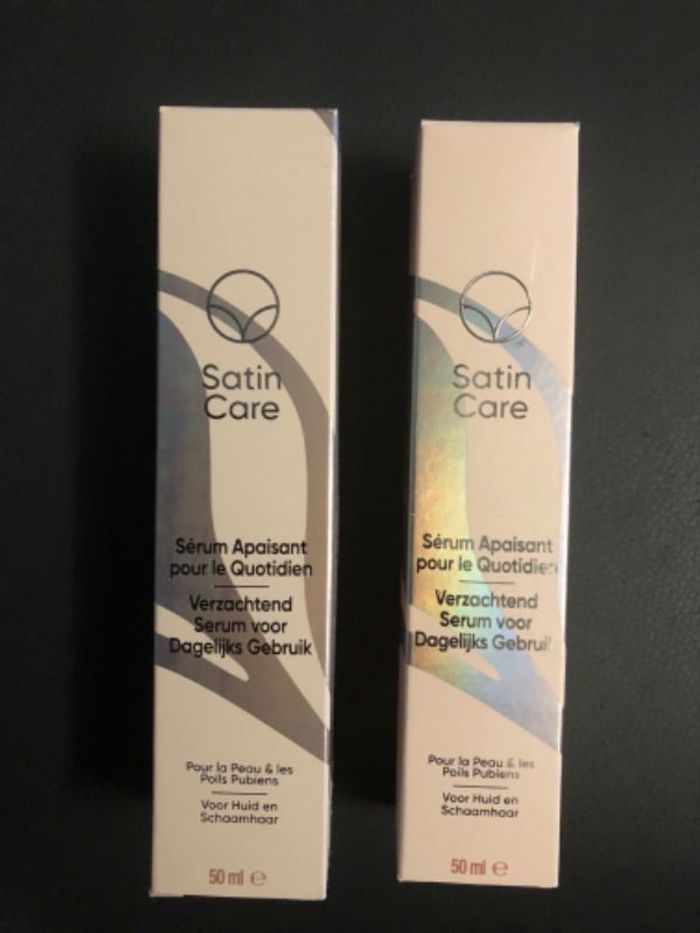 Satin
Care
Sérum Apaisant
pour le Quotidien
Verzachtend
Serum voor
Dagelijks Gebruik
Pour la Peau & les
Poils Pubiens
Voor Huid en
Schaamhaar
50 ml e
Satin
Care
Sérum Apaisant
pour le Quotidien
Verzachtend
Serum voor
Dagelijks Gebruik
Pour la Peau & les
Poils Pubiens
Voor Huid en
Schaamhaar
50 ml e